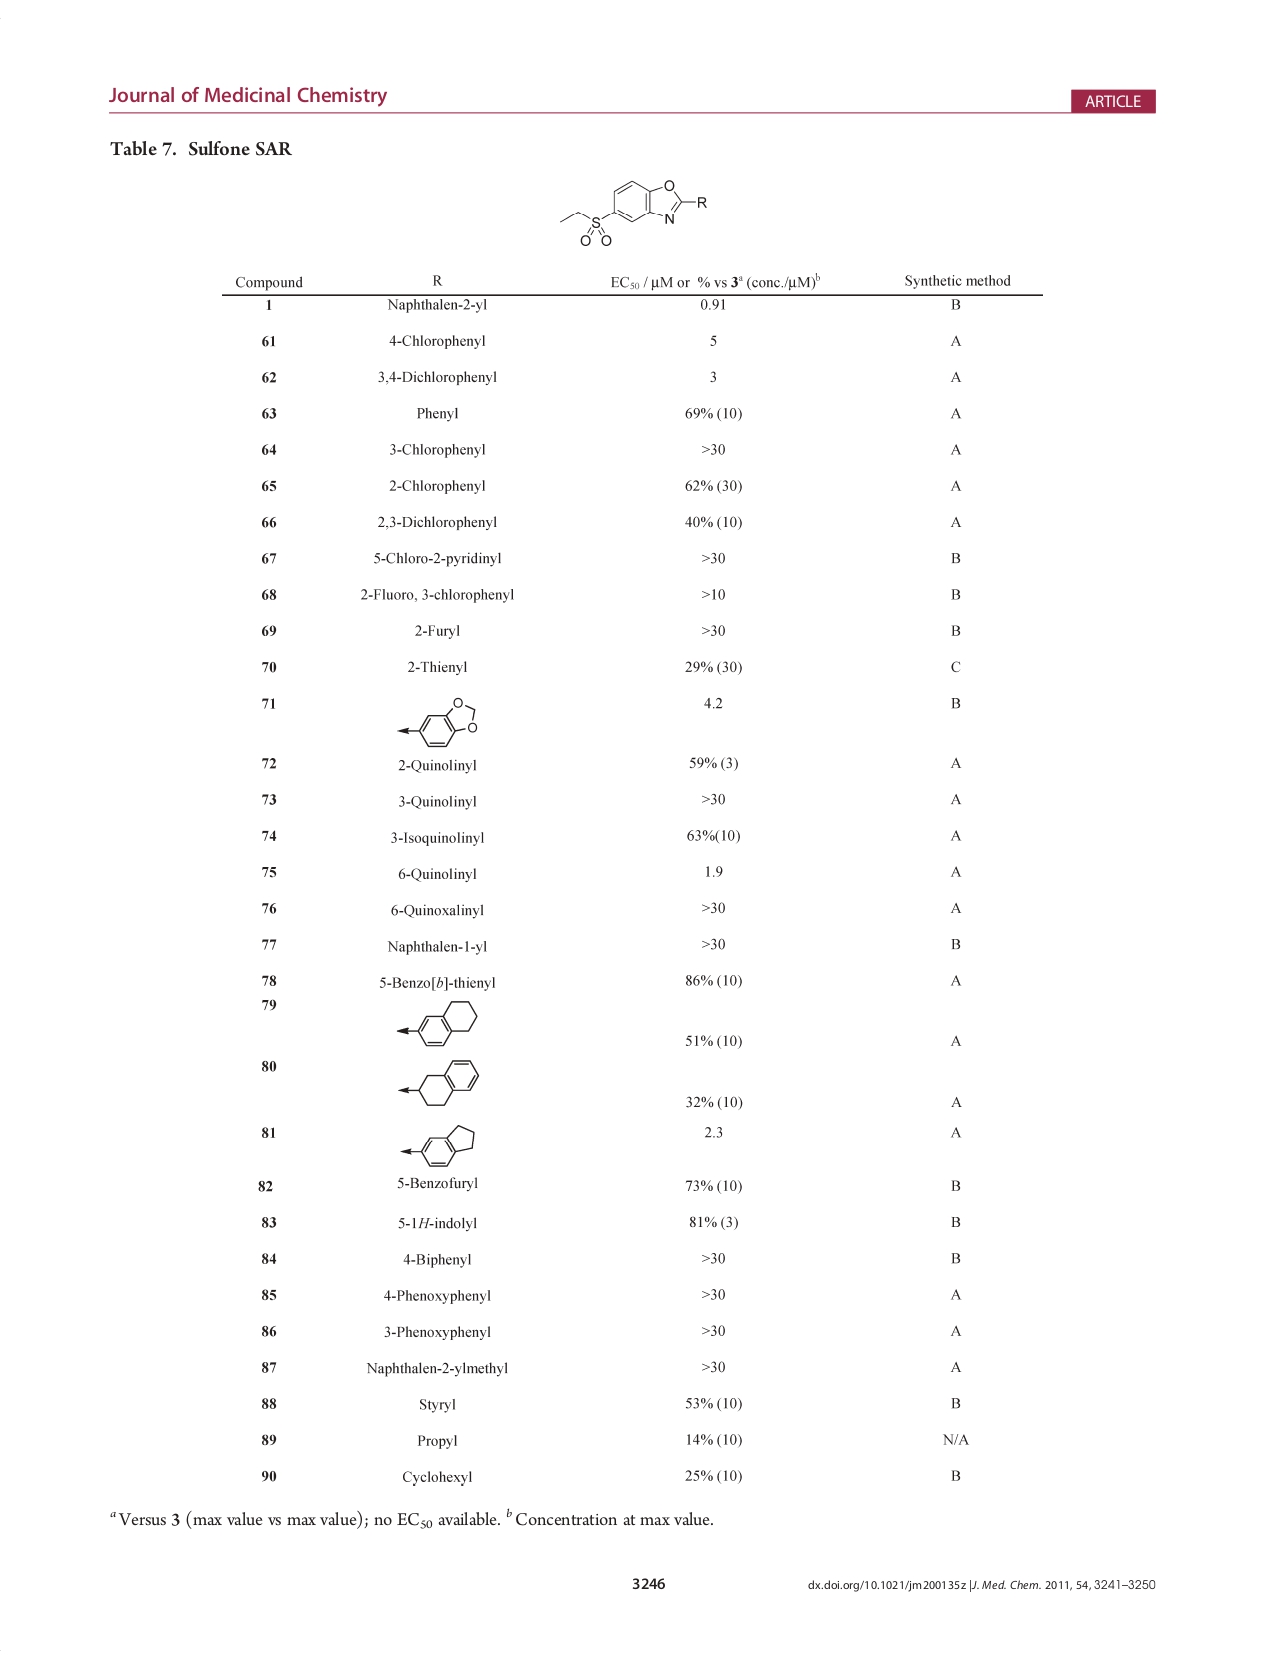 Journal of Medicinal Chemistry
ARTICLE
Table 7. Sulfone SAR
O
R
N
S
O O
Compound R EC50 / μM or % vs 3a (conc./μM)b Synthetic method
1 Naphthalen-2-yl 0.91 B
61 4-Chlorophenyl 5 A
62 3,4-Dichlorophenyl 3 A
63 Phenyl 69% (10) A
64 3-Chlorophenyl >30 A
65 2-Chlorophenyl 62% (30) A
66 2,3-Dichlorophenyl 40% (10) A
67 5-Chloro-2-pyridinyl >30 B
68 2-Fluoro, 3-chlorophenyl >10 B
69 2-Furyl >30 B
70 2-Thienyl 29% (30) C
71 O O 4.2 B
72 2-Quinolinyl 59% (3) A
73 3-Quinolinyl >30 A
74 3-Isoquinolinyl 63%(10) A
75 6-Quinolinyl 1.9 A
76 6-Quinoxalinyl >30 A
77 Naphthalen-1-yl >30 B
78 5-Benzo[b]-thienyl 86% (10) A
79 51% (10) A
80 32% (10) A
81 2.3 A
82 5-Benzofuryl 73% (10) B
83 5-1H-indolyl 81% (3) B
84 4-Biphenyl >30 B
85 4-Phenoxyphenyl >30 A
86 3-Phenoxyphenyl >30 A
87 Naphthalen-2-ylmethyl >30 A
88 Styryl 53% (10) B
89 Propyl 14% (10) N/A
90 Cyclohexyl 25% (10) B
a Versus 3 (max value vs max value); no EC50 available. b Concentration at max value.
3246
dx.doi.org/10.1021/jm200135z |J. Med. Chem. 2011, 54, 3241–3250